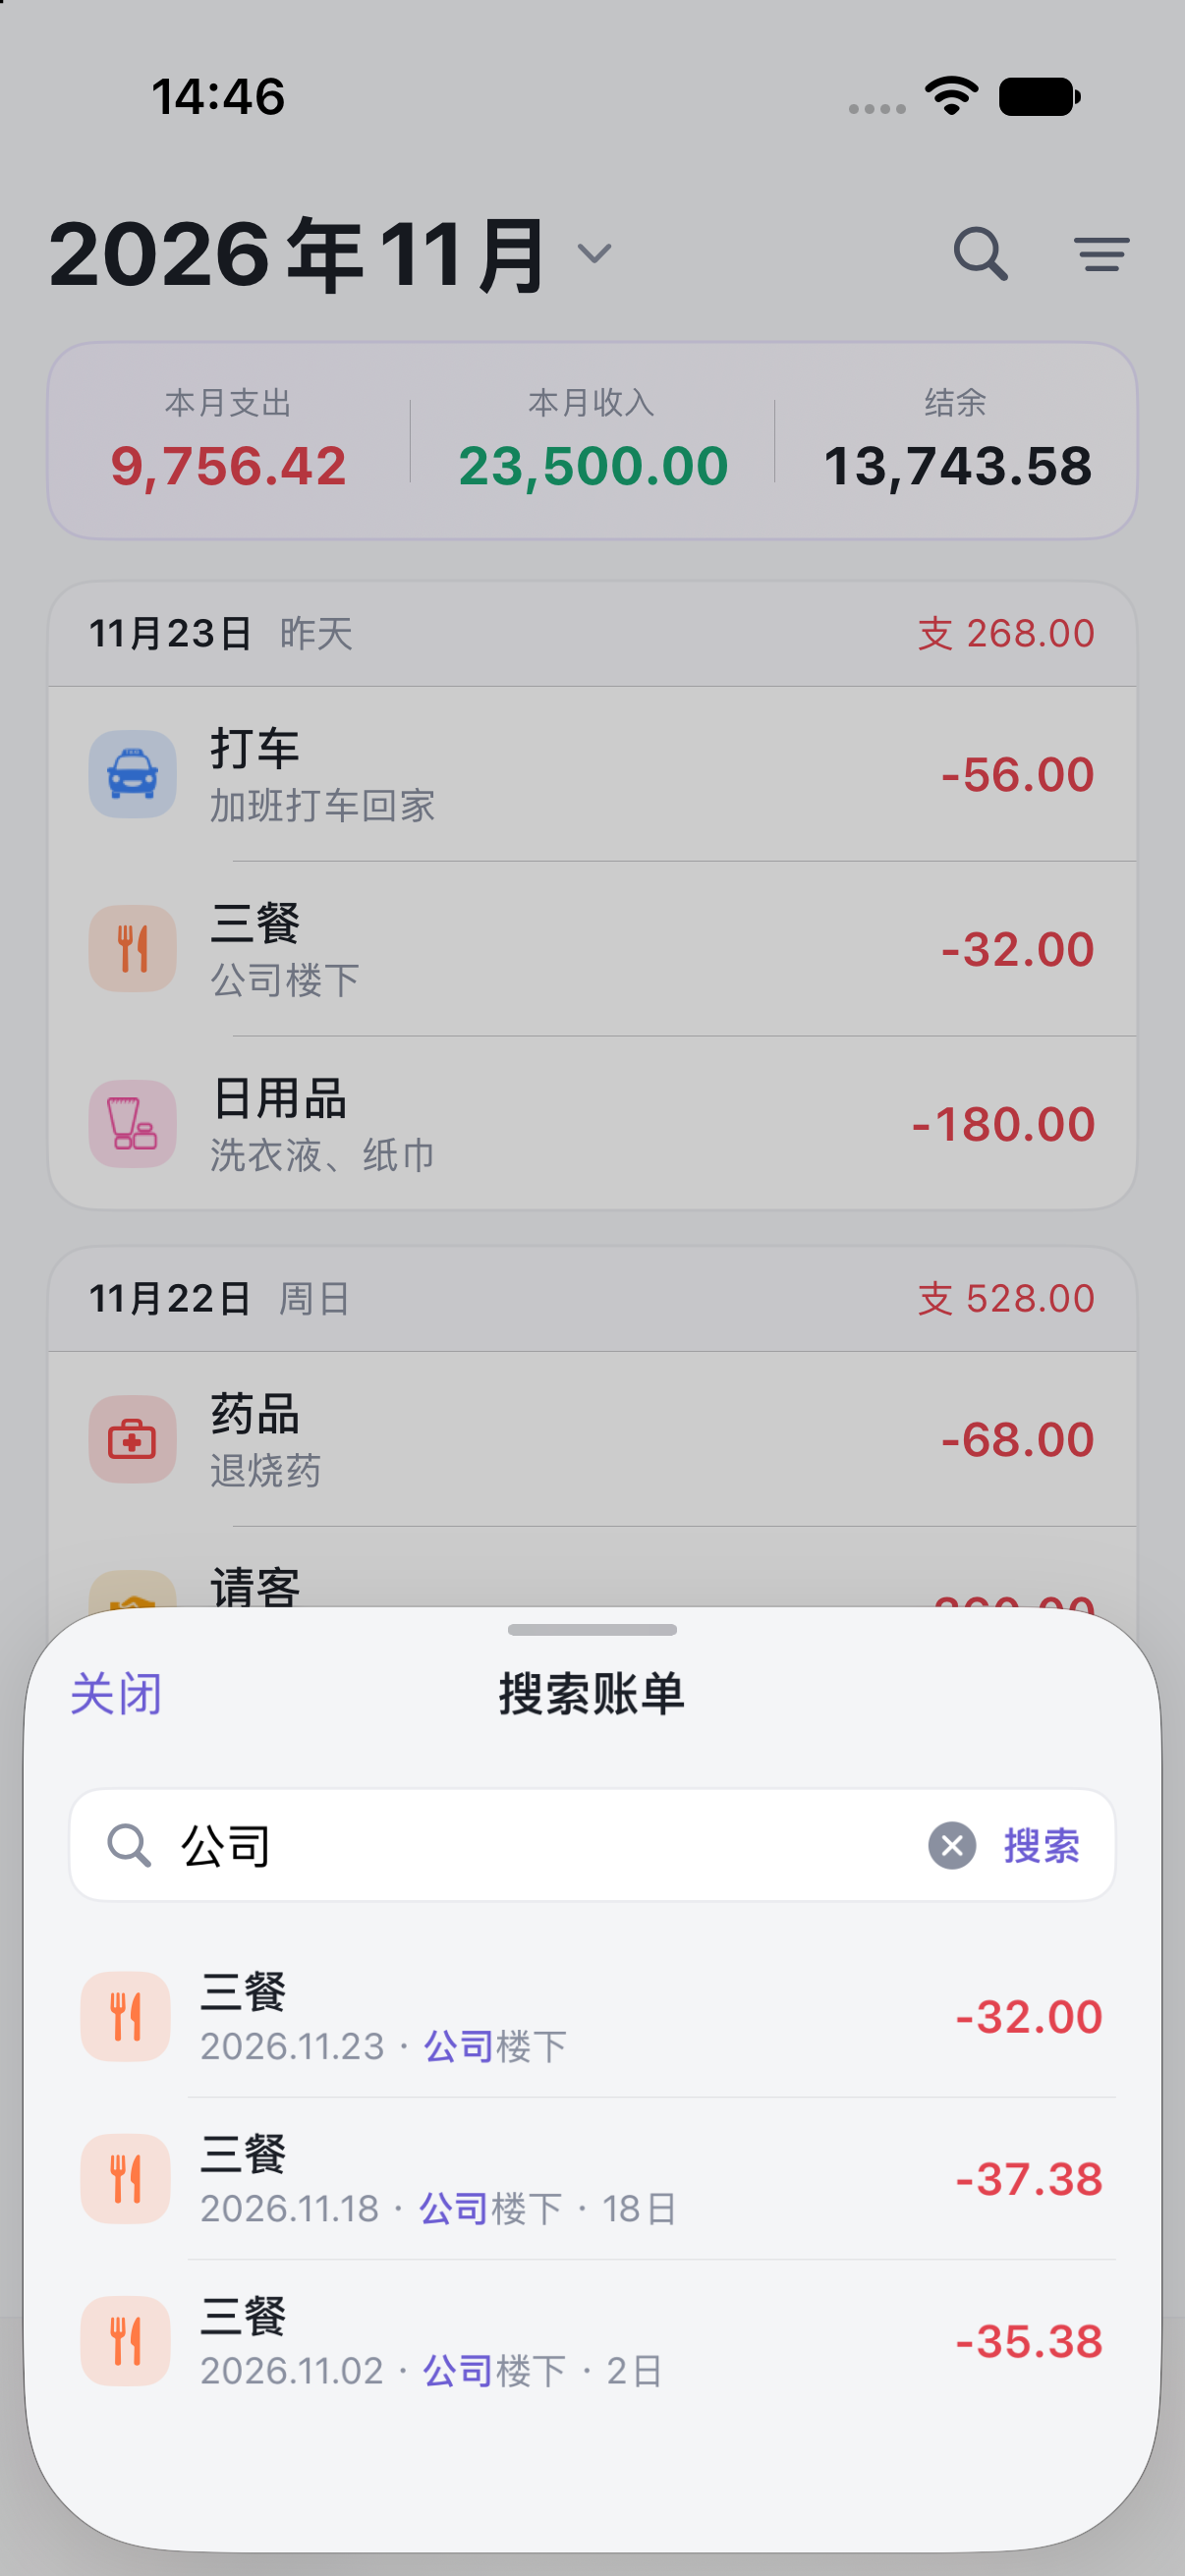 14:46
2026年11月
本月支出 本月收入 结余
9,756.42 23,500.00 13,743.58
11月23日 昨天 支 268.00
打车
加班打车回家
-56.00
三餐
公司楼下
-32.00
日用品
洗衣液、纸巾
-180.00
11月22日 周日 支 528.00
药品
退烧药
-68.00
请客
关闭 搜索账单
公司 搜索
三餐
2026.11.23 · 公司楼下
-32.00
三餐
2026.11.18 · 公司楼下 · 18日
-37.38
三餐
2026.11.02 · 公司楼下 · 2日
-35.38